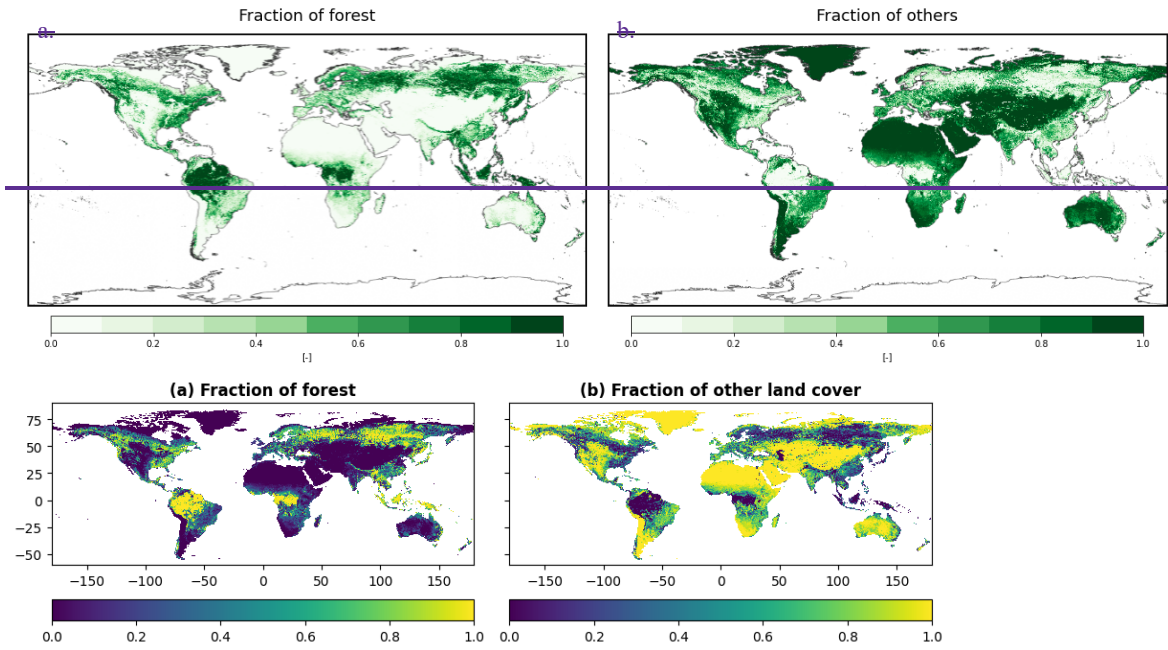 Fraction of forest
Fraction of others
a.
b.
0.0 0.2 0.4 0.6 0.8 1.0
[-]
0.0 0.2 0.4 0.6 0.8 1.0
[-]
(a) Fraction of forest
75
50
25
0
−25
−50
−150 −100 −50 0 50 100 150
0.0 0.2 0.4 0.6 0.8 1.0
(b) Fraction of other land cover
−150 −100 −50 0 50 100 150
0.0 0.2 0.4 0.6 0.8 1.0